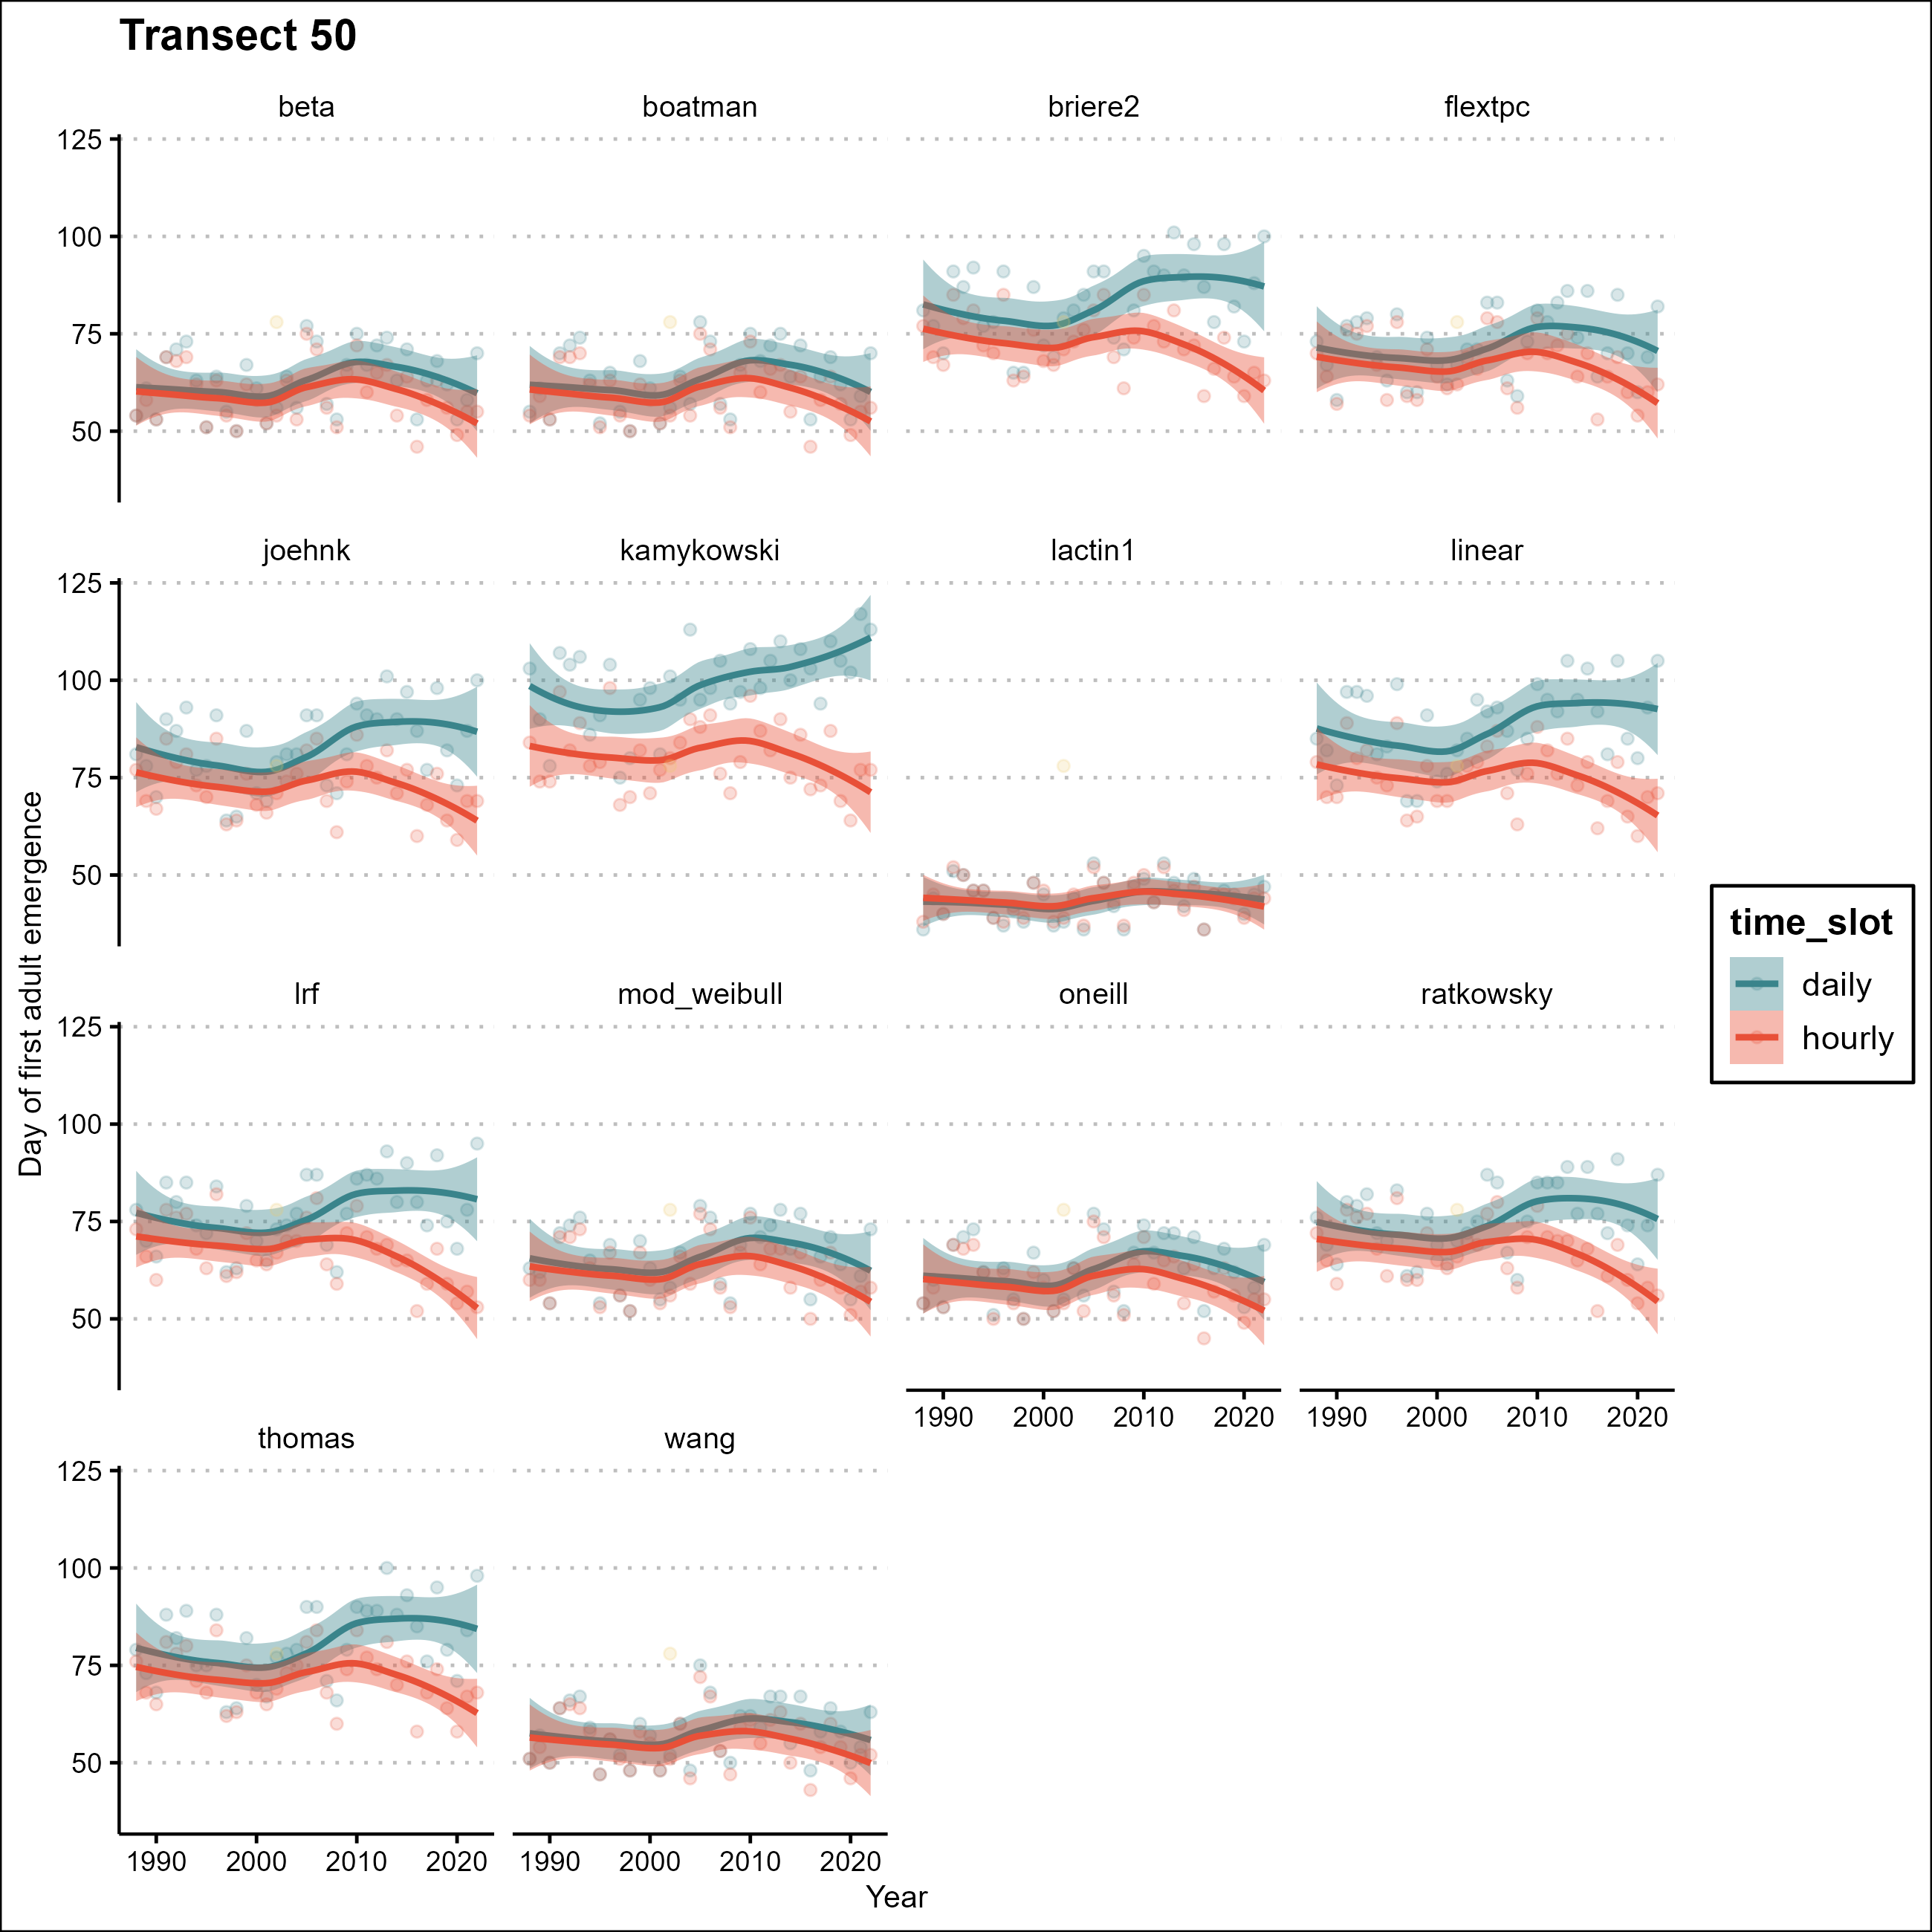 Transect 50
beta boatman briere2 flextpc
125
100
75
50
joehnk kamykowski lactin1 linear
125
100
75
50
Day of first adult emergence
time_slot
daily
hourly
lrf mod_weibull oneill ratkowsky
125
100
75
50
1990 2000 2010 2020 1990 2000 2010 2020
thomas wang
125
100
75
50
1990 2000 2010 2020 1990 2000 2010 2020
Year